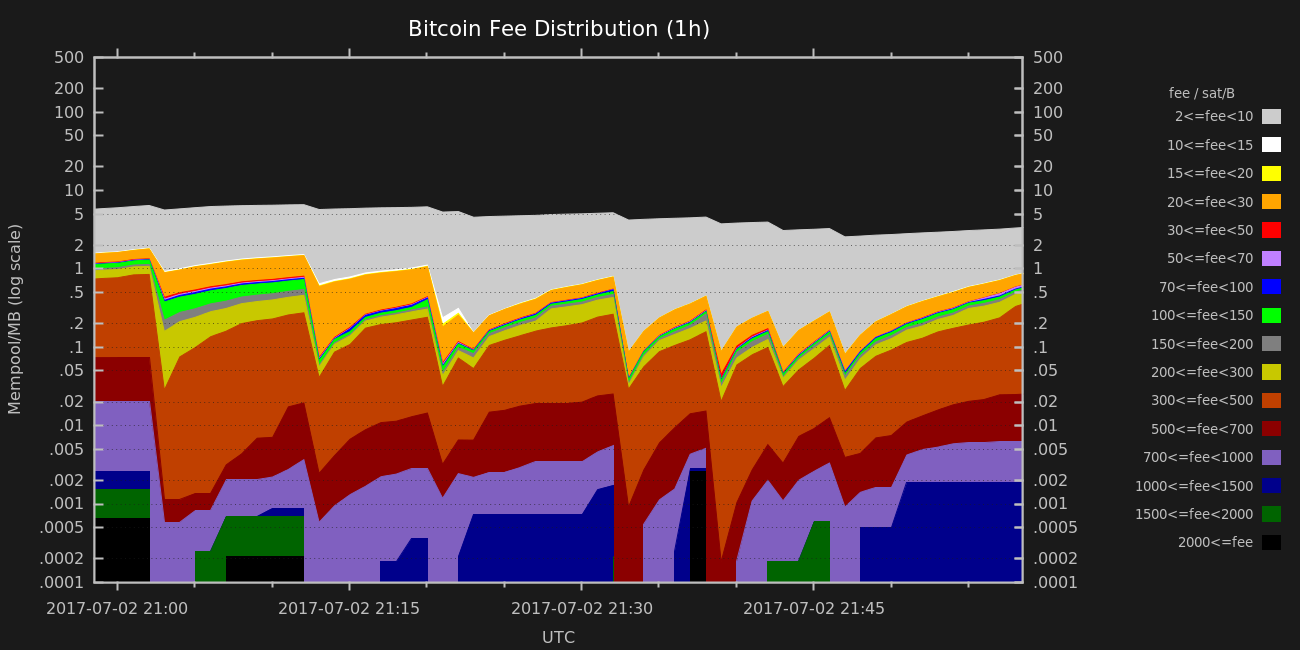 Bitcoin Fee Distribution (1h)
500
200
100
50
20
10
5
2
1
.5
.2
.1
.05
.02
.01
.005
.002
.001
.0005
.0002
.0001
Mempool/MB (log scale)
500
200
100
50
20
10
5
2
1
.5
.2
.1
.05
.02
.01
.005
.002
.001
.0005
.0002
.0001
2017-07-02 21:00
2017-07-02 21:15
2017-07-02 21:30
2017-07-02 21:45
UTC
fee / sat/B
2<=fee<10
10<=fee<15
15<=fee<20
20<=fee<30
30<=fee<50
50<=fee<70
70<=fee<100
100<=fee<150
150<=fee<200
200<=fee<300
300<=fee<500
500<=fee<700
700<=fee<1000
1000<=fee<1500
1500<=fee<2000
2000<=fee